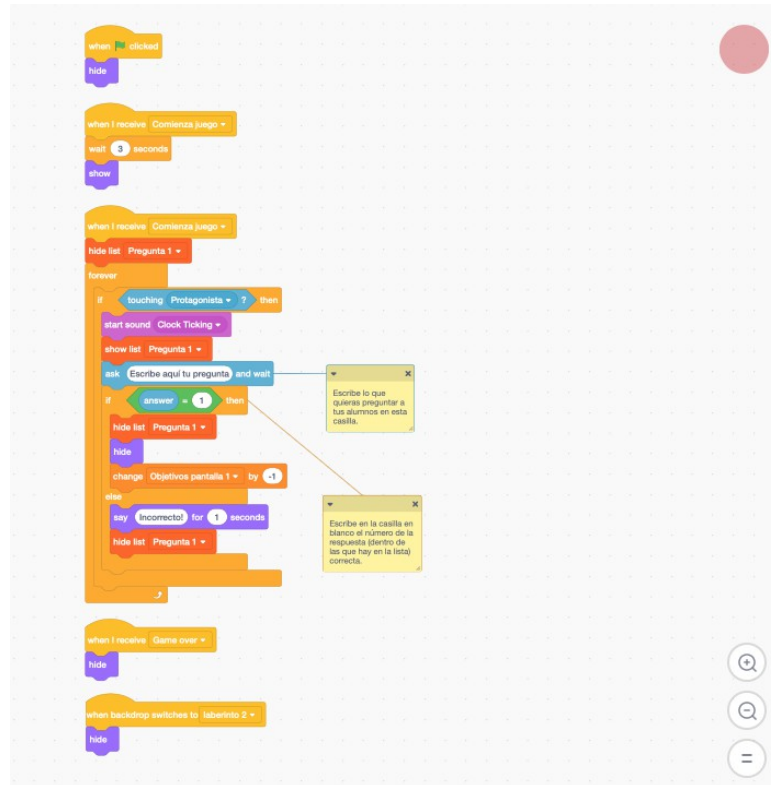 when clicked
hide
when I receive Comienza juego
wait 3 seconds
show
when I receive Comienza juego
hide list Pregunta 1
forever
if touching Protagonista ? then
start sound Clock Ticking
show list Pregunta 1
ask Escribe aquí tu pregunta and wait
if answer = 1 then
hide list Pregunta 1
hide
change Objetivos pantalla 1 by -1
else
say Incorrecto! for 1 seconds
hide list Pregunta 1
Escribe lo que
quieras preguntar a
tus alumnos en esta
casilla.
Escribe en la casilla en
blanco el número de la
respuesta (dentro de
las que hay en la lista)
correcta.
when I receive Game over
hide
when backdrop switches to laberinto 2
hide